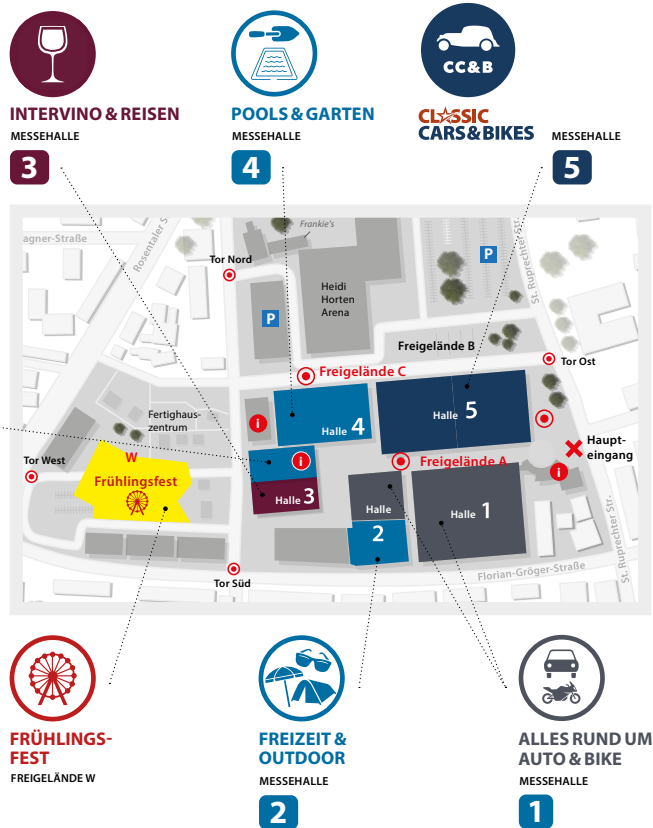 CC&B
INTERVINO & REISEN
MESSEHALLE
3
POOLS & GARTEN
MESSEHALLE
4
CLASSIC
CARS & BIKES
MESSEHALLE
5
agner-Straße
Rosentaler S
Frankie's
Tor Nord
P
St. Ruprechter Str.
P
Heidi
Horten
Arena
Freigelände B
Tor Ost
Freigelände C
Halle 5
Halle 4
i
Fertighaus-
zentrum
Haupt-
eingang
W
Tor West
i
Freigelände A
i
Frühlingsfest
Halle 3
Halle
2
Halle 1
St. Ruprechter Str.
Florian-Gröger-Straße
Tor Süd
FRÜHLINGS-
FEST
FREIGELÄNDE W
FREIZEIT &
OUTDOOR
MESSEHALLE
2
ALLES RUND UM
AUTO & BIKE
MESSEHALLE
1